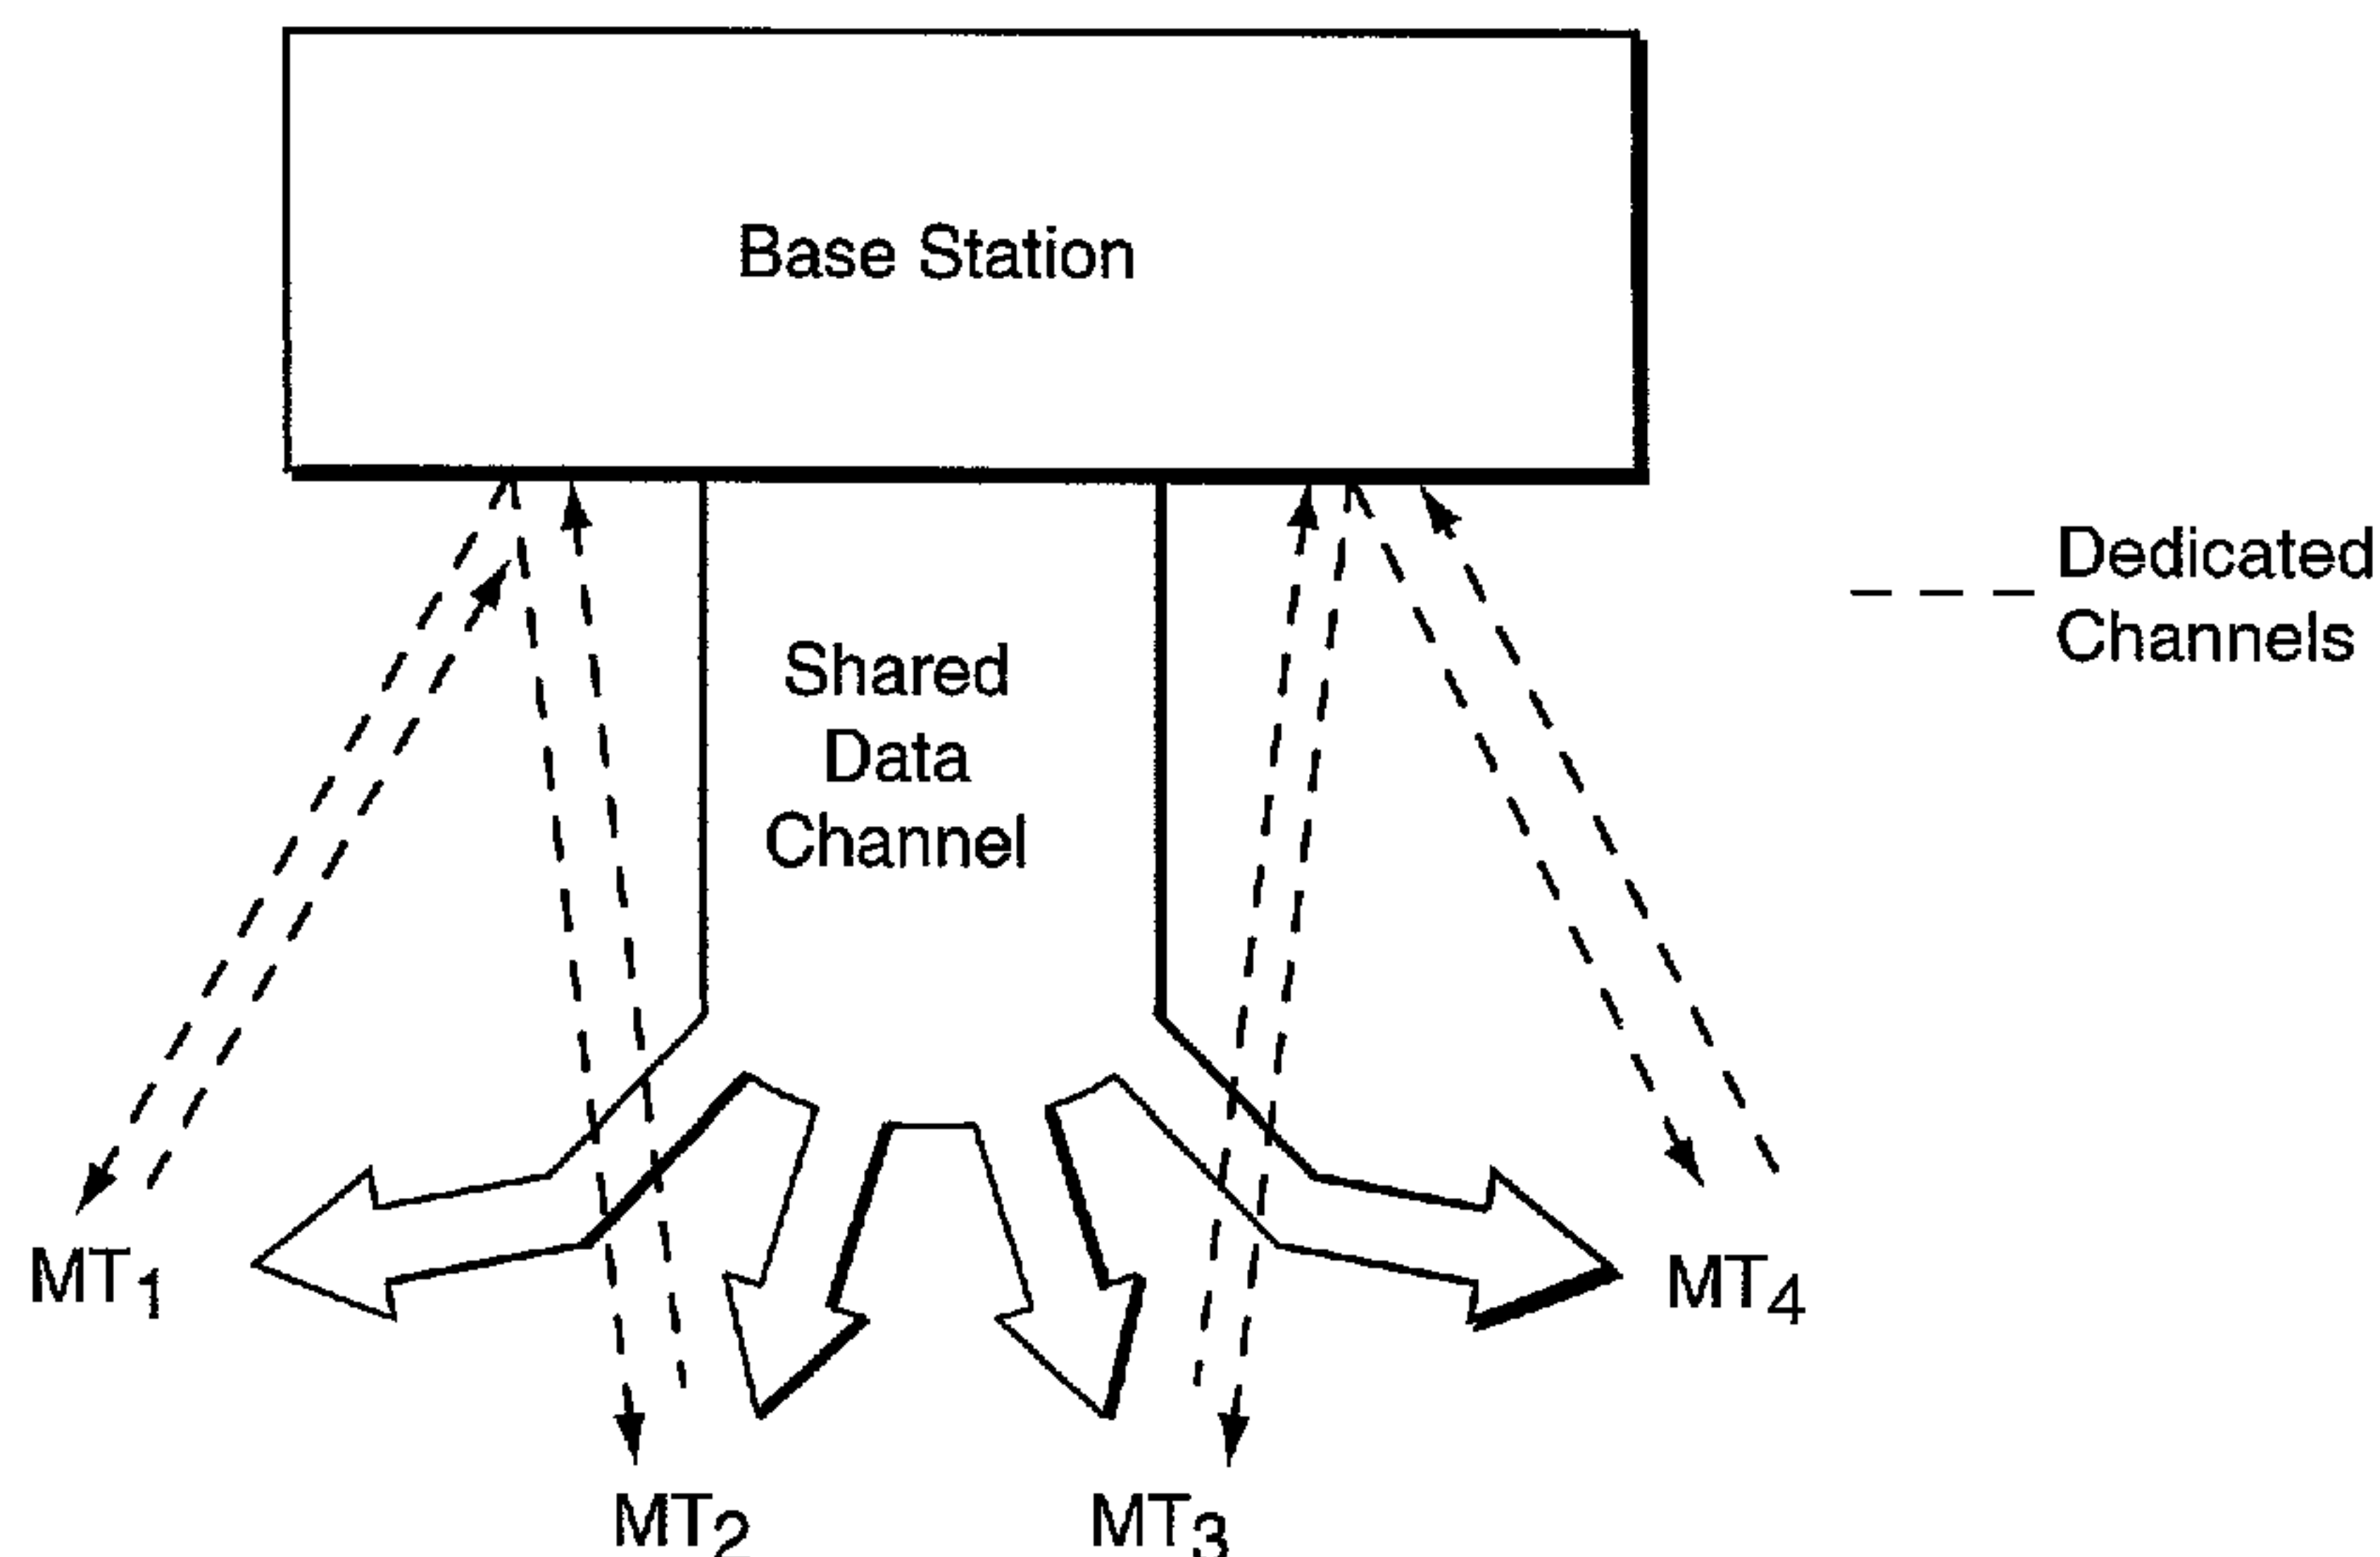 Base Station
Dedicated
Channels
Shared
Data
Channel
MT1
MT4
MT2
MT3